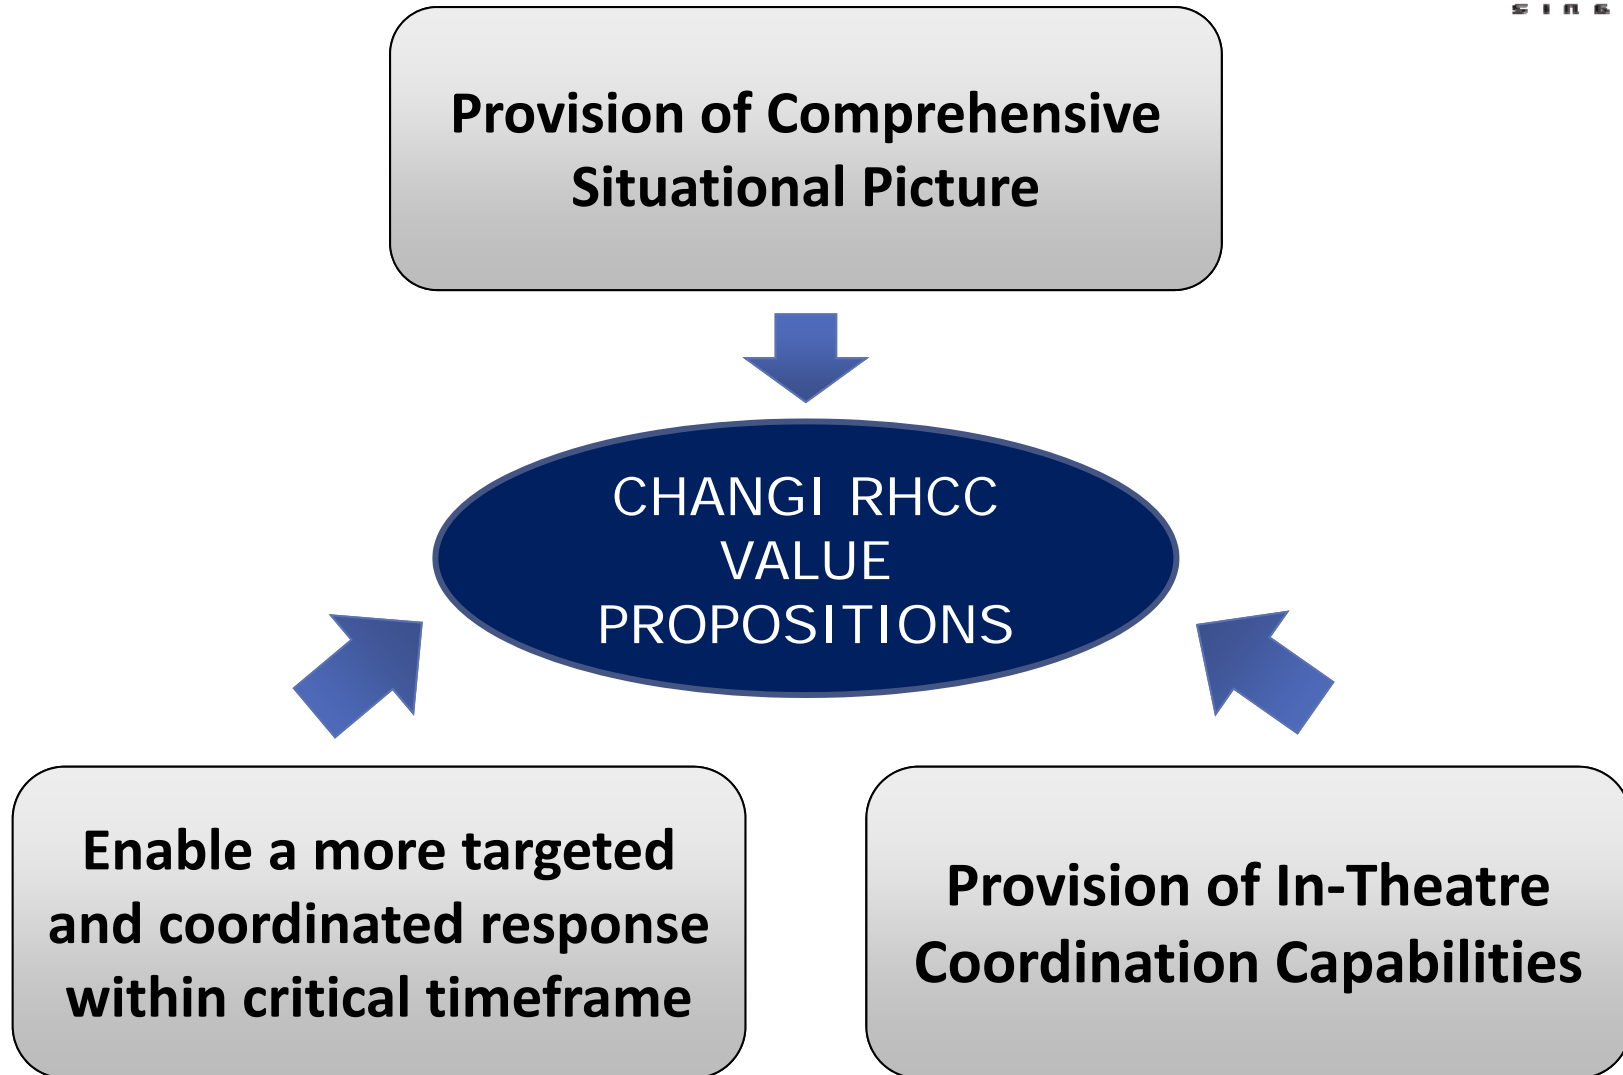 Provision of Comprehensive
Situational Picture
CHANGI RHCC
VALUE
PROPOSITIONS
Enable a more targeted
and coordinated response
within critical timeframe
Provision of In-Theatre
Coordination Capabilities